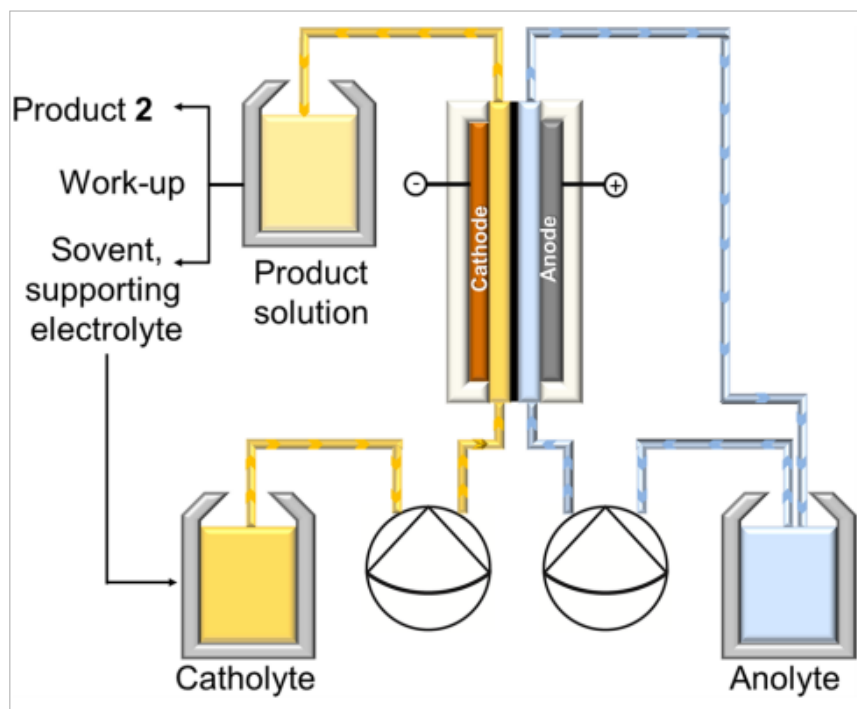 Product 2
Work-up
Sovent,
supporting
electrolyte
Product
solution
-
Cathode
Anode
+
Catholyte
Anolyte